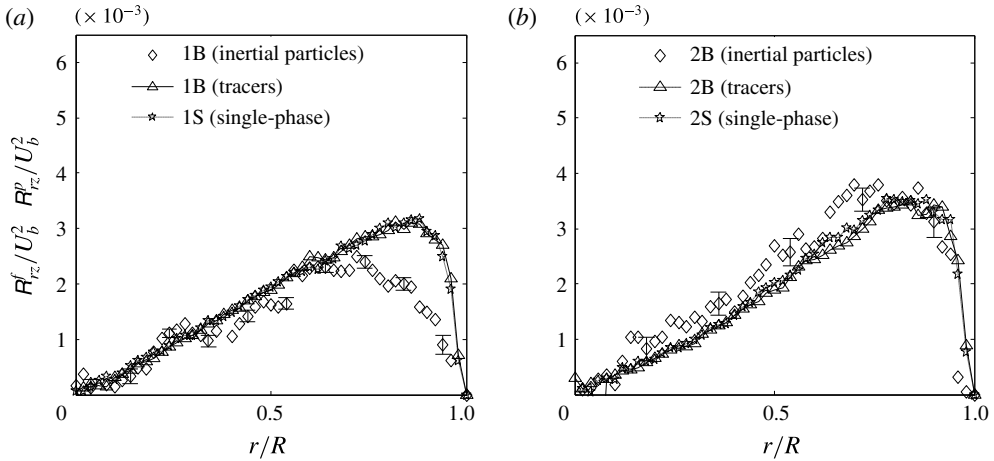 (a)
(× 10⁻³)
6
5
4
3
2
1
0
0.5
1.0
1B (inertial particles)
1B (tracers)
1S (single-phase)
R_{rz}^f/U_b^2 R_{rz}^p/U_b^2
r/R
(b)
(× 10⁻³)
6
5
4
3
2
1
0
0.5
1.0
2B (inertial particles)
2B (tracers)
2S (single-phase)
r/R